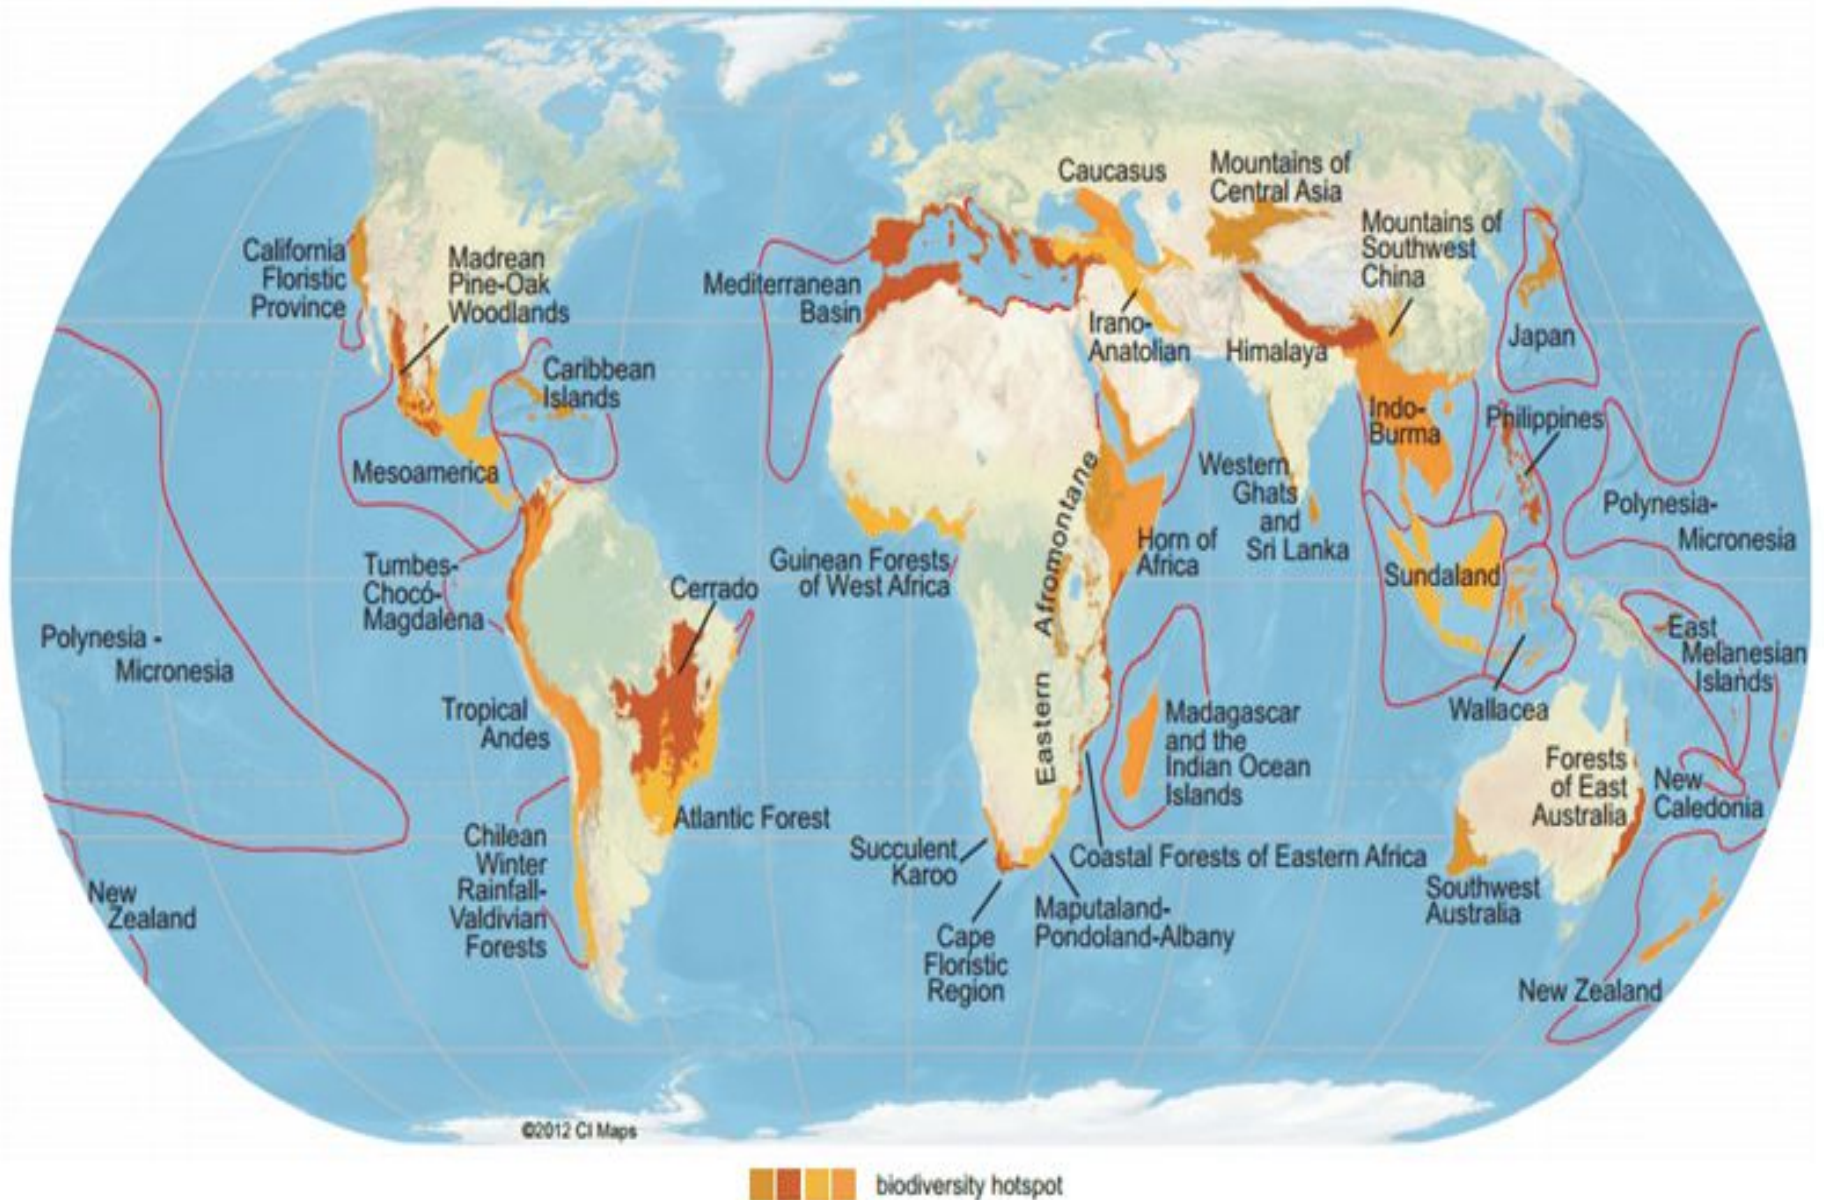 Caucasus
Mountains of
Central Asia
Mountains of
Southwest
China
California
Floristic
Province
Madrean
Pine-Oak
Woodlands
Mediterranean
Basin
Irano-
Anatolian
Himalaya
Japan
Caribbean
Islands
Indo-
Burma
Philippines
Mesoamerica
Western
Ghats
and
Sri Lanka
Polynesia-
Micronesia
Tumbes-
Chocó-
Magdalena
Cerrado
Guinean Forests
of West Africa
Eastern Afromontane
Horn of
Africa
Sundaland
Polynesia -
Micronesia
East
Melanesian
Islands
Tropical
Andes
Madagascar
and the
Indian Ocean
Islands
Wallacea
Forests
of East
Australia
New
Caledonia
Atlantic Forest
Chilean
Winter
Rainfall-
Valdivian
Forests
Succulent
Karoo
Coastal Forests of Eastern Africa
Cape
Floristic
Region
Maputaland-
Pondoland-Albany
Southwest
Australia
New
Zealand
New Zealand
©2012 CI Maps
biodiversity hotspot